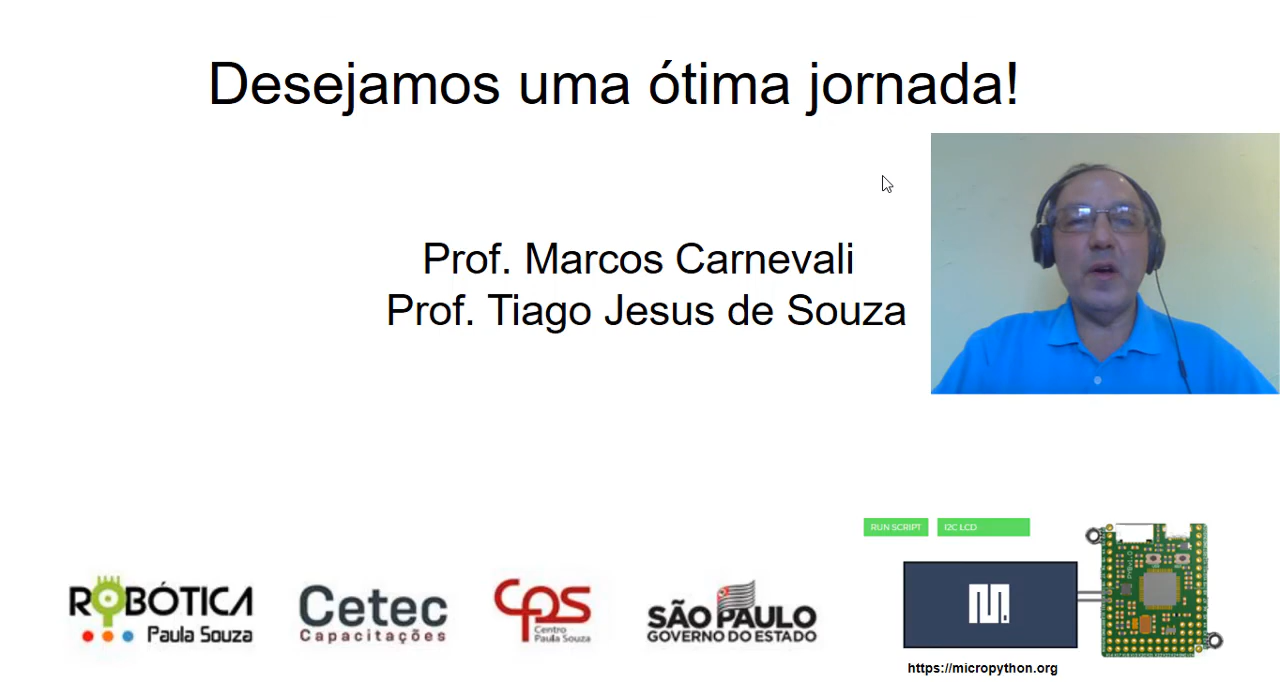 Desejamos uma ótima jornada!
Prof. Marcos Carnevali
Prof. Tiago Jesus de Souza
RUN SCRIPT
I2C LCD
ROBÓTICA
Paula Souza
Cetec
Capacitações
CPS
Centro
Paula Souza
SÃO PAULO
GOVERNO DO ESTADO
https://micropython.org